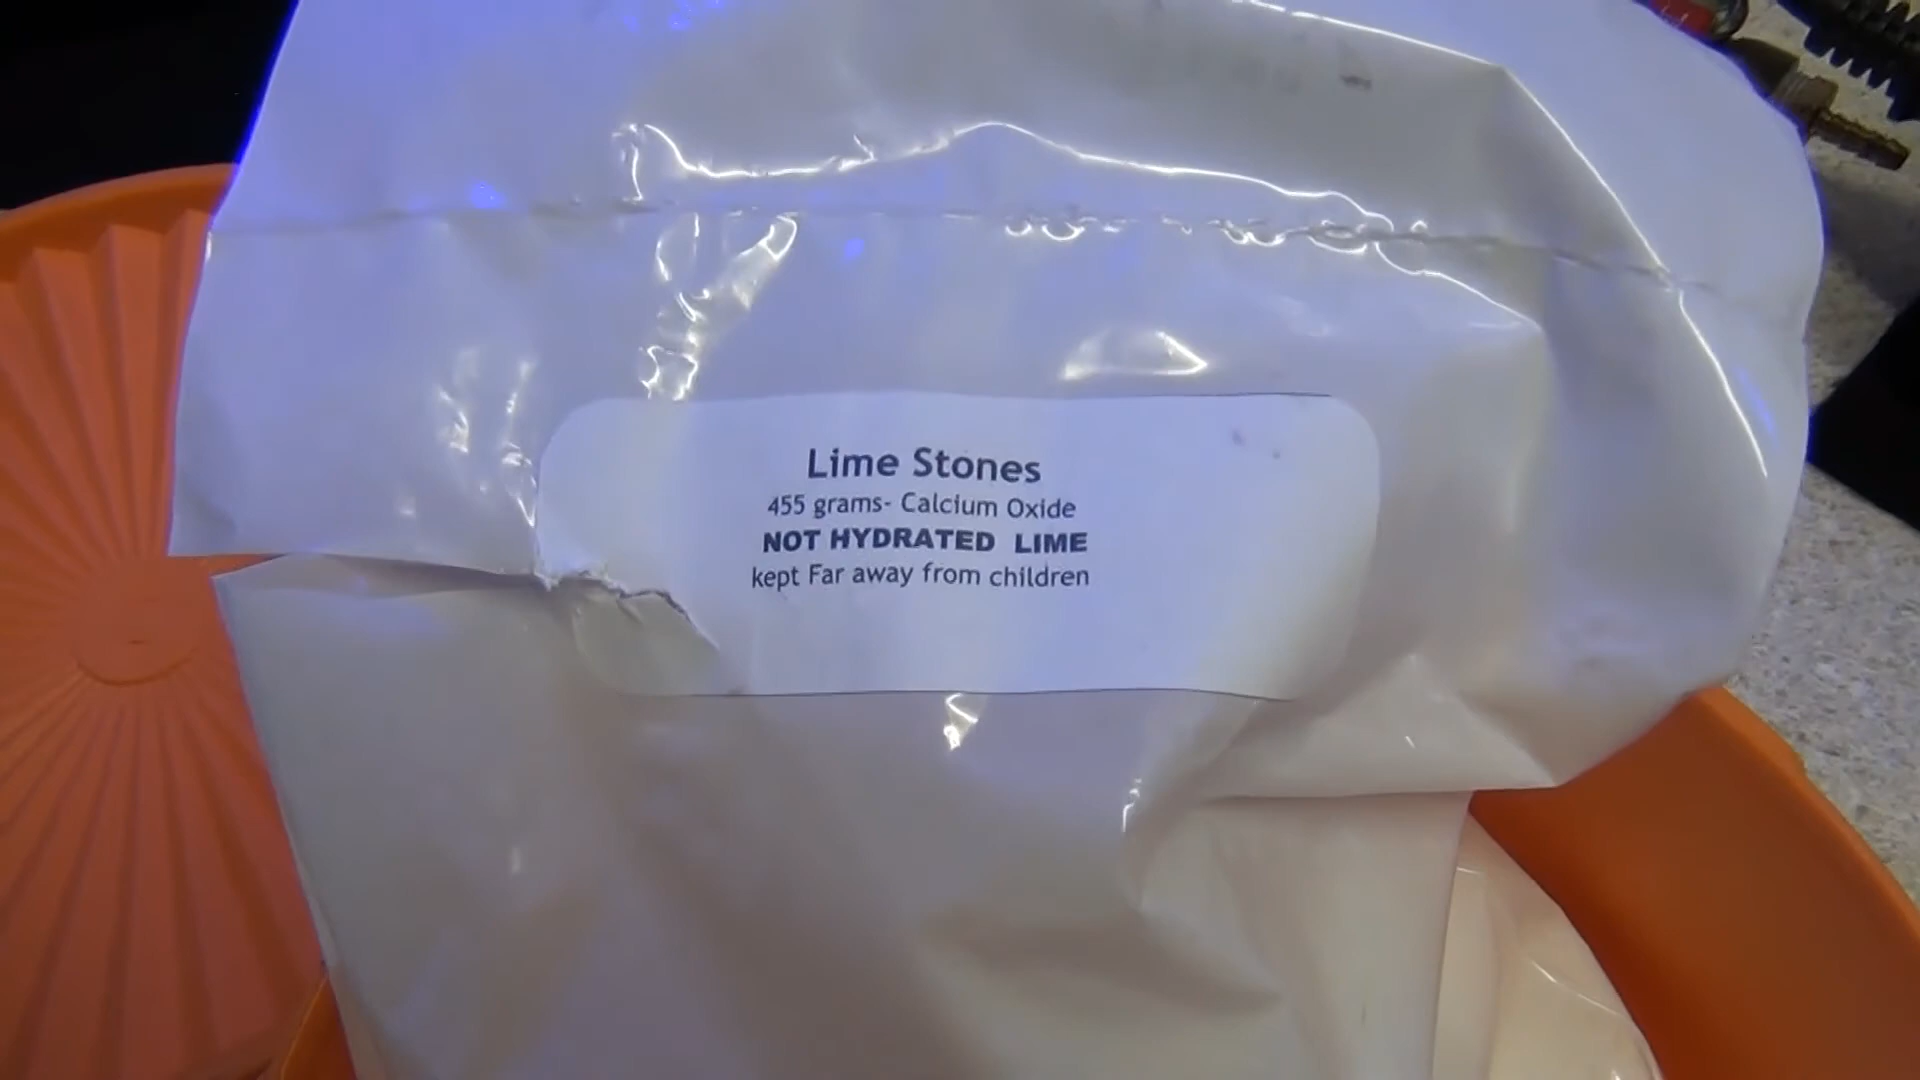 Lime Stones
455 grams- Calcium Oxide
NOT HYDRATED LIME
kept Far away from children